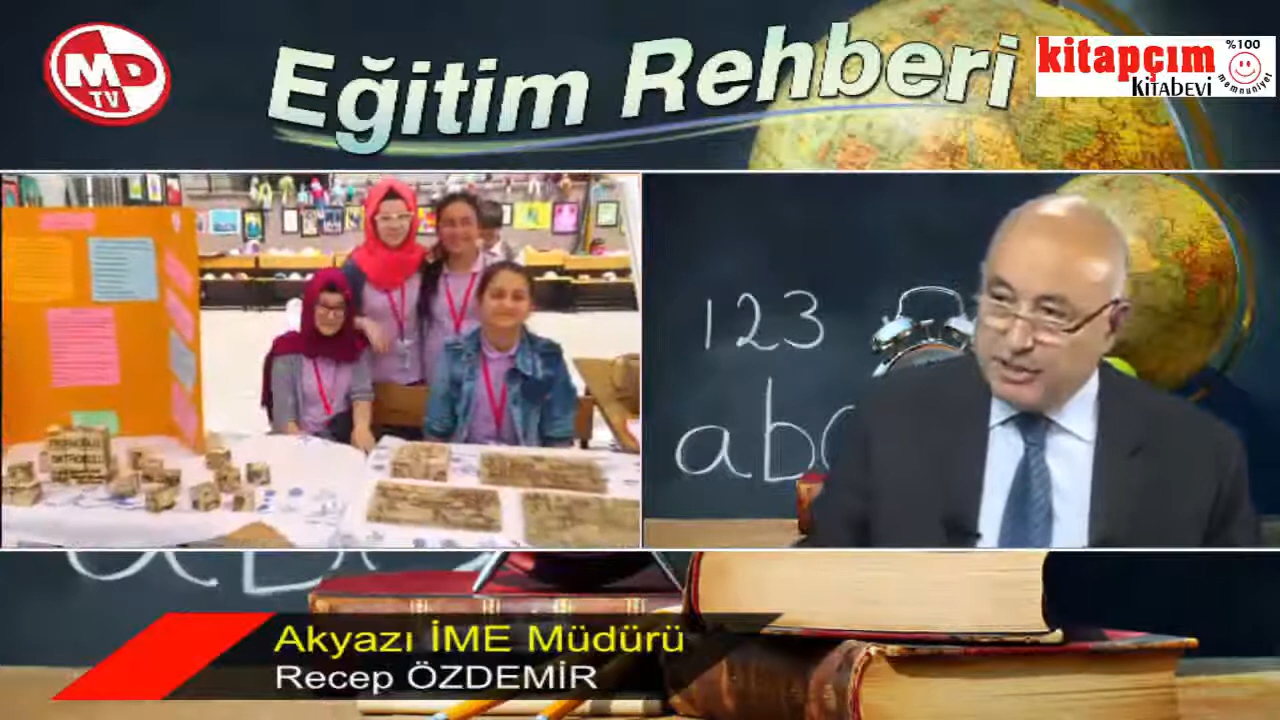 MD
TV
Eğitim Rehberi
kitapçım
KİTABEVİ
%100
memnuniyet
123
abc
Akyazı İME Müdürü
Recep ÖZDEMİR